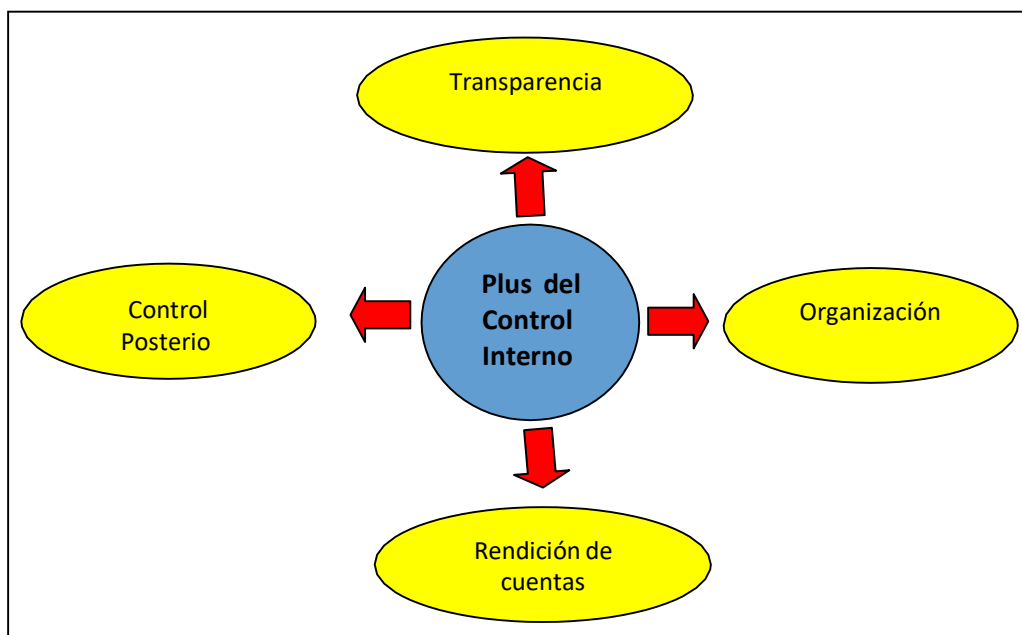 Transparencia
Plus del
Control
Interno
Control
Posterio
Organización
Rendición de
cuentas